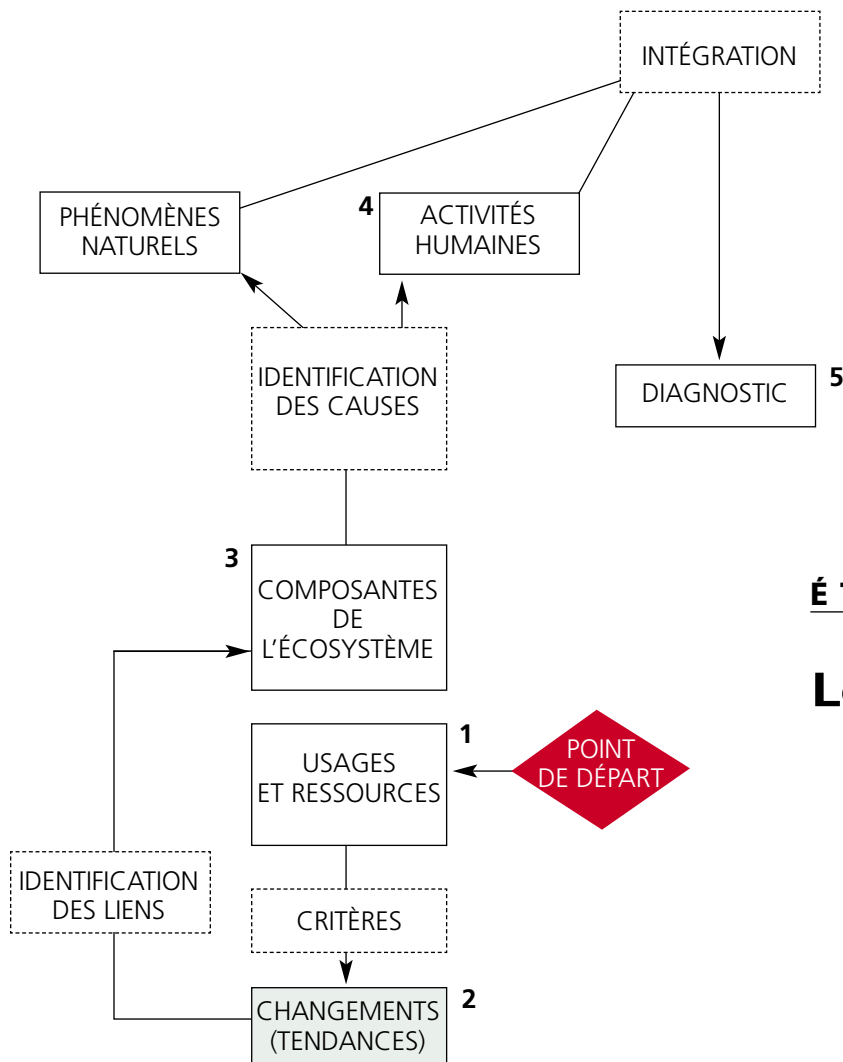 INTÉGRATION
PHÉNOMÈNES
NATURELS
4
ACTIVITÉS
HUMAINES
IDENTIFICATION
DES CAUSES
DIAGNOSTIC
5
3
COMPOSANTES
DE
L'ÉCOSYSTÈME
1
USAGES
ET RESSOURCES
POINT
DE DÉPART
IDENTIFICATION
DES LIENS
CRITÈRES
CHANGEMENTS
(TENDANCES)
2